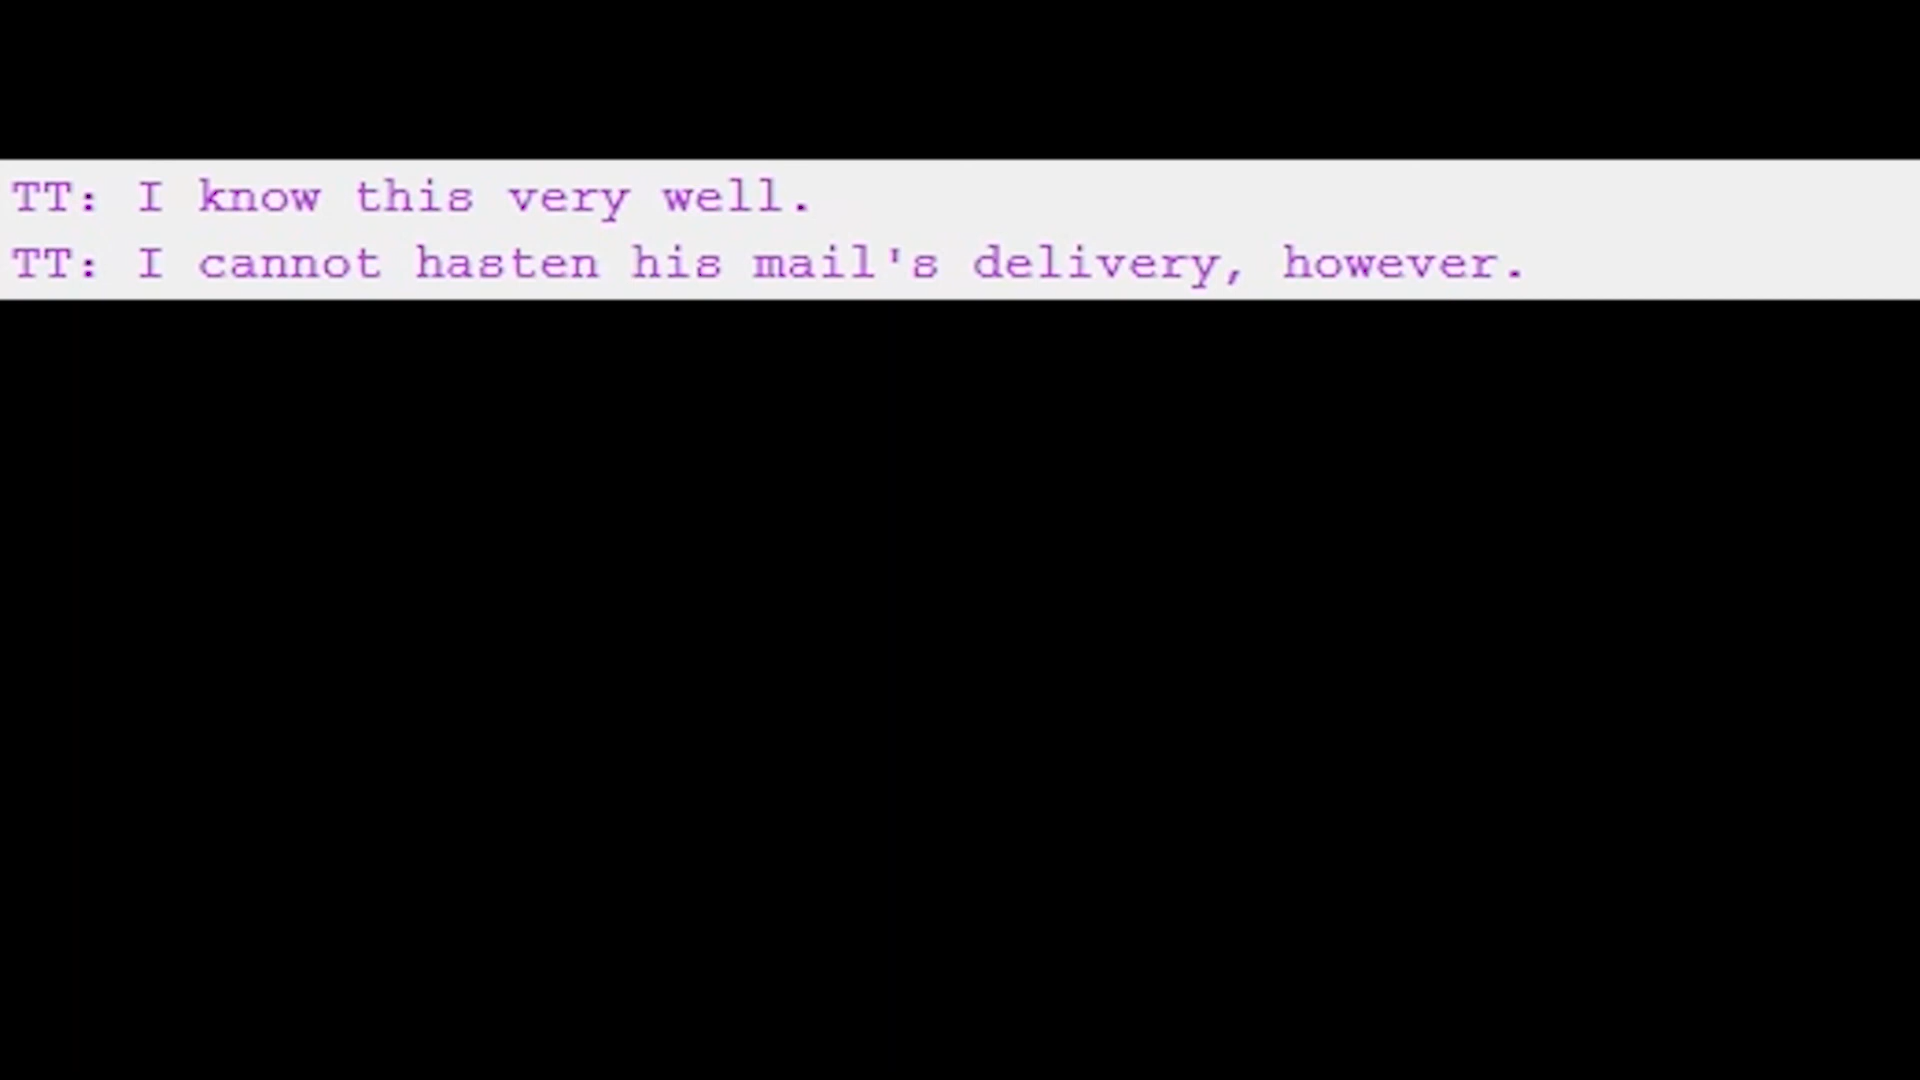 TT: I know this very well.
TT: I cannot hasten his mail's delivery, however.